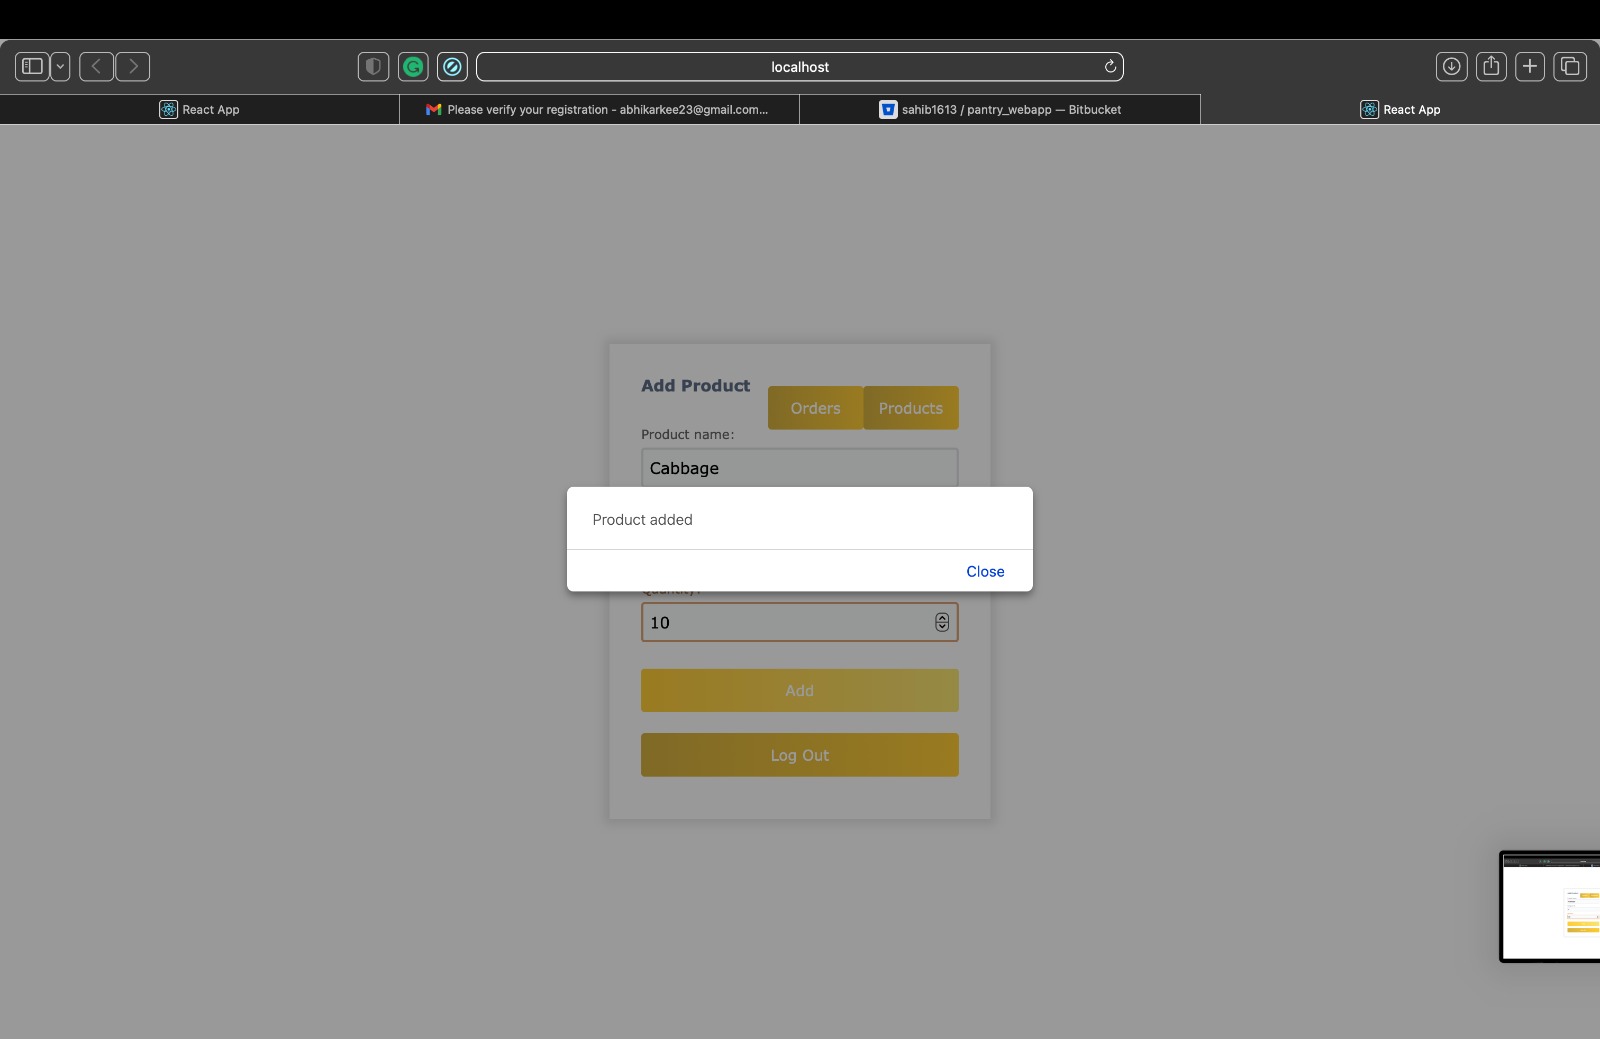 localhost
React App
Please verify your registration - abhikarkee23@gmail.com...
sahib1613 / pantry_webapp — Bitbucket
React App
Add Product
Orders
Products
Product name:
Cabbage
Product added
Close
Quantity:
10
Add
Log Out